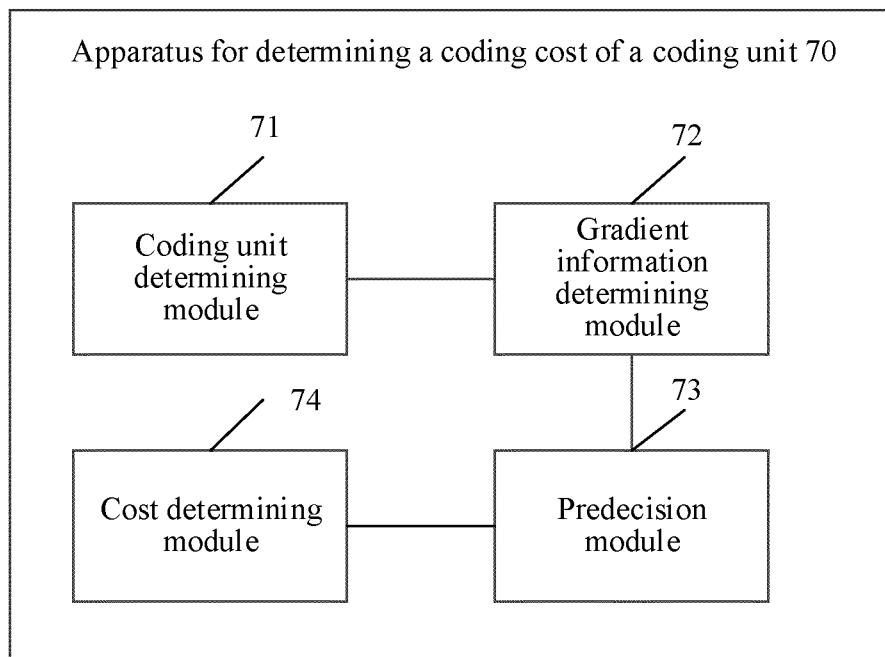 Apparatus for determining a coding cost of a coding unit 70
71
72
Coding unit
determining
module
Gradient
information
determining
module
74
73
Cost determining
module
Predecision
module